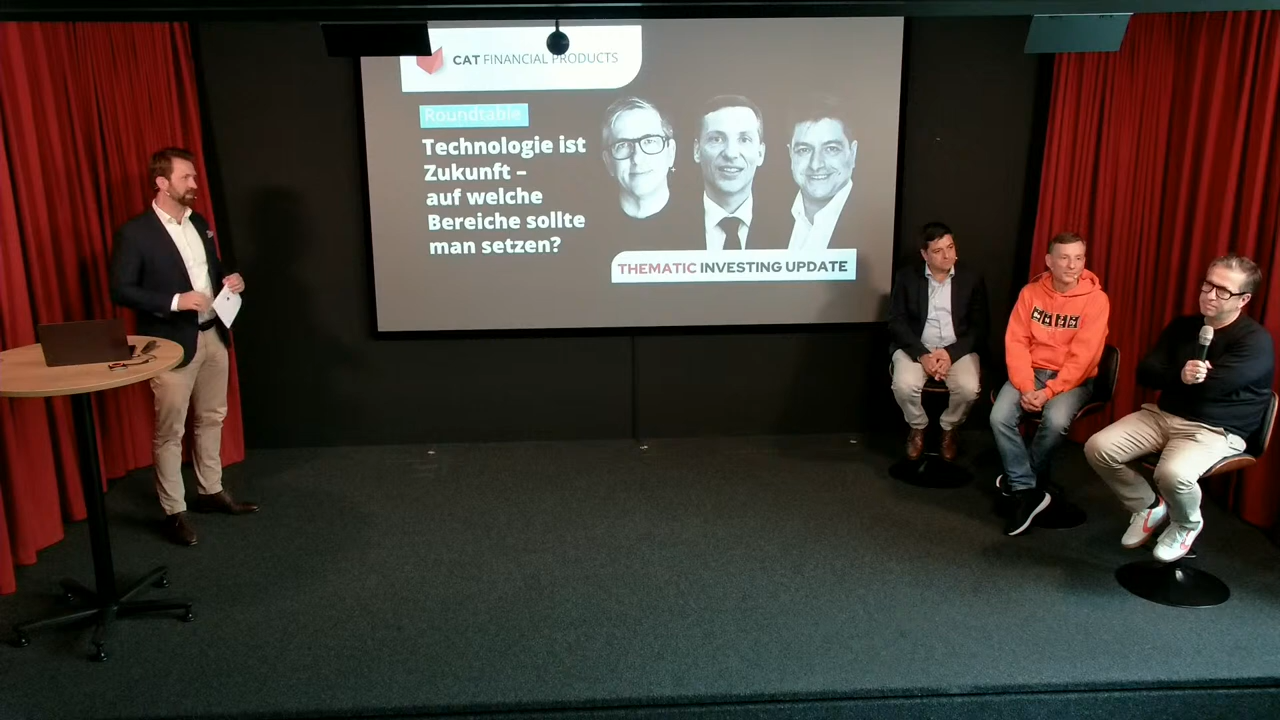 CAT FINANCIAL PRODUCTS
Roundtable
Technologie ist
Zukunft –
auf welche
Bereiche sollte
man setzen?
THEMATIC INVESTING UPDATE